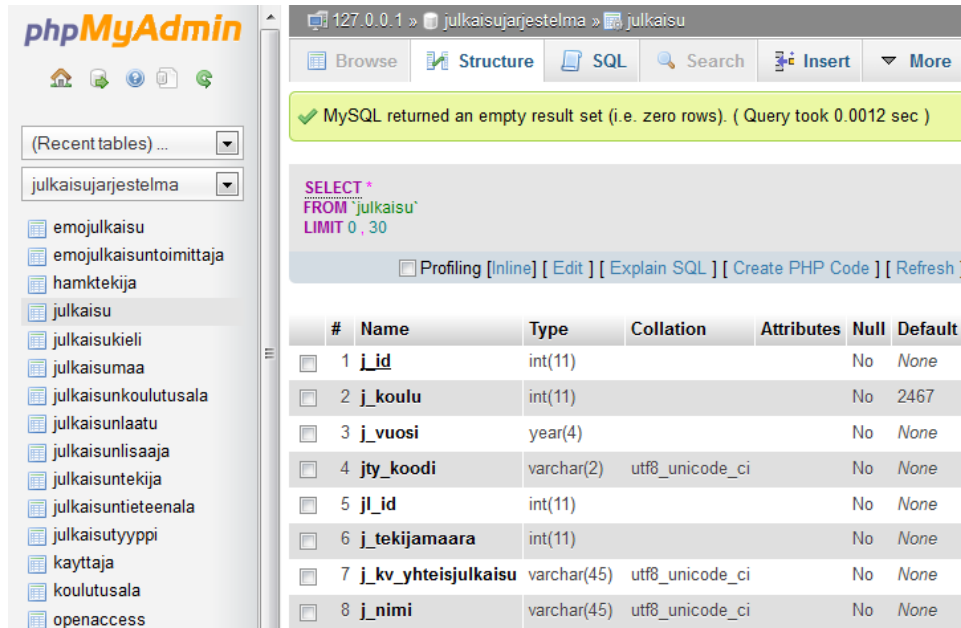 phpMyAdmin
(Recent tables) ...
julkaisujarjestelma
emojulkaisu
emojulkaisuntoimittaja
hamktekija
julkaisu
julkaisukieli
julkaisumaa
julkaisunkoulutusala
julkaisunlaatu
julkaisunlisaaja
julkaisuntekija
julkaisuntieteenala
julkaisutyyppi
kayttaja
koulutusala
openaccess
127.0.0.1 » julkaisujarjestelma » julkaisu
Browse Structure SQL Search Insert More
MySQL returned an empty result set (i.e. zero rows). ( Query took 0.0012 sec )
SELECT *
FROM `julkaisu`
LIMIT 0 , 30
Profiling [Inline] [ Edit ] [ Explain SQL ] [ Create PHP Code ] [ Refresh ]
# Name Type Collation Attributes Null Default
1 j_id int(11) No None
2 j_koulu int(11) No 2467
3 j_vuosi year(4) No None
4 jty_koodi varchar(2) utf8_unicode_ci No None
5 jl_id int(11) No None
6 j_tekijamaara int(11) No None
7 j_kv_yhteisjulkaisu varchar(45) utf8_unicode_ci No None
8 j_nimi varchar(45) utf8_unicode_ci No None